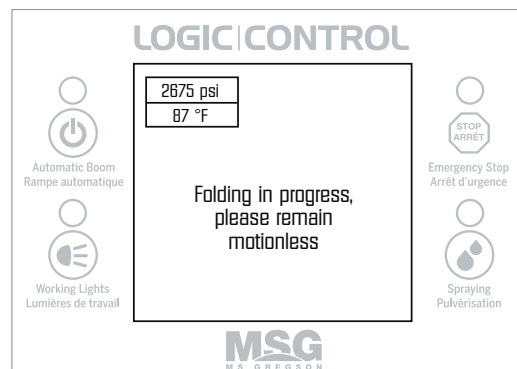 LOGIC|CONTROL
2675 psi
87 °F
Folding in progress,
please remain
motionless
Automatic Boom
Rampe automatique
Working Lights
Lumières de travail
STOP
ARRÊT
Emergency Stop
Arrêt d'urgence
Spraying
Pulvérisation
MSG
MS GREGSON